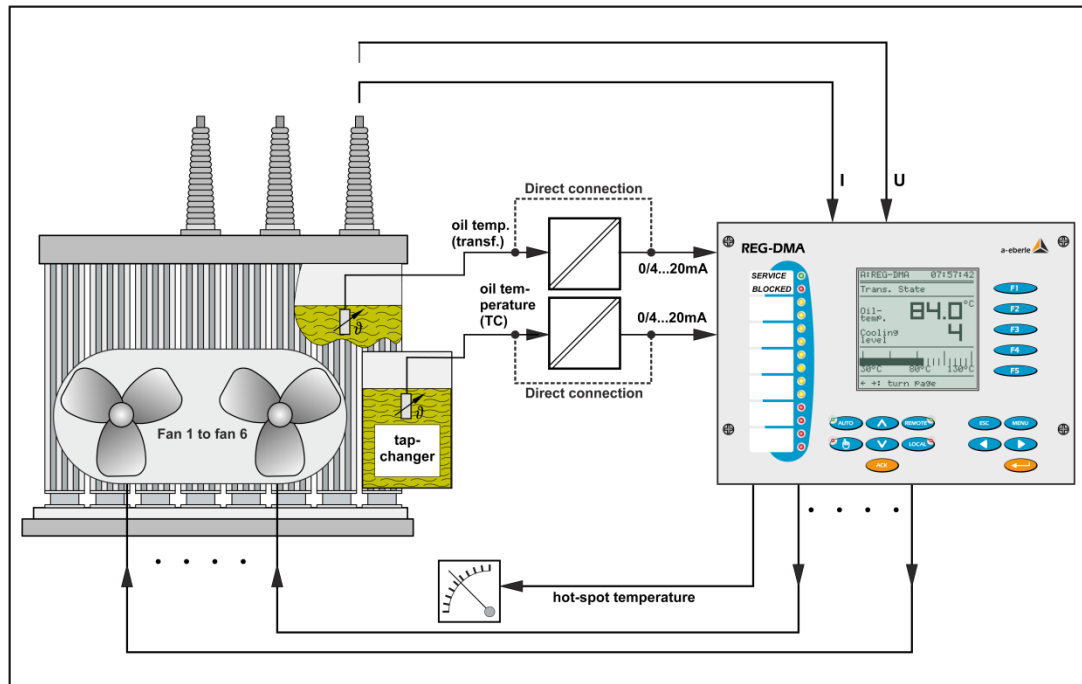 I
U
Direct connection
oil temp.
(transf.)
0/4...20mA
oil tem-
perature
(TC)
0/4...20mA
Direct connection
ϑ
ϑ
Fan 1 to fan 6
tap-
changer
REG-DMA
a-eberle
SERVICE
BLOCKED
A:REG-DMA 07:57:42
Trans. State
Oil-
temp. 84.0°C
Cooling
level 4
30°C 80°C 130°C
← →: turn page
F1
F2
F3
F4
F5
AUTO
REMOTE
ESC
MENU
LOCAL
ACK
hot-spot temperature